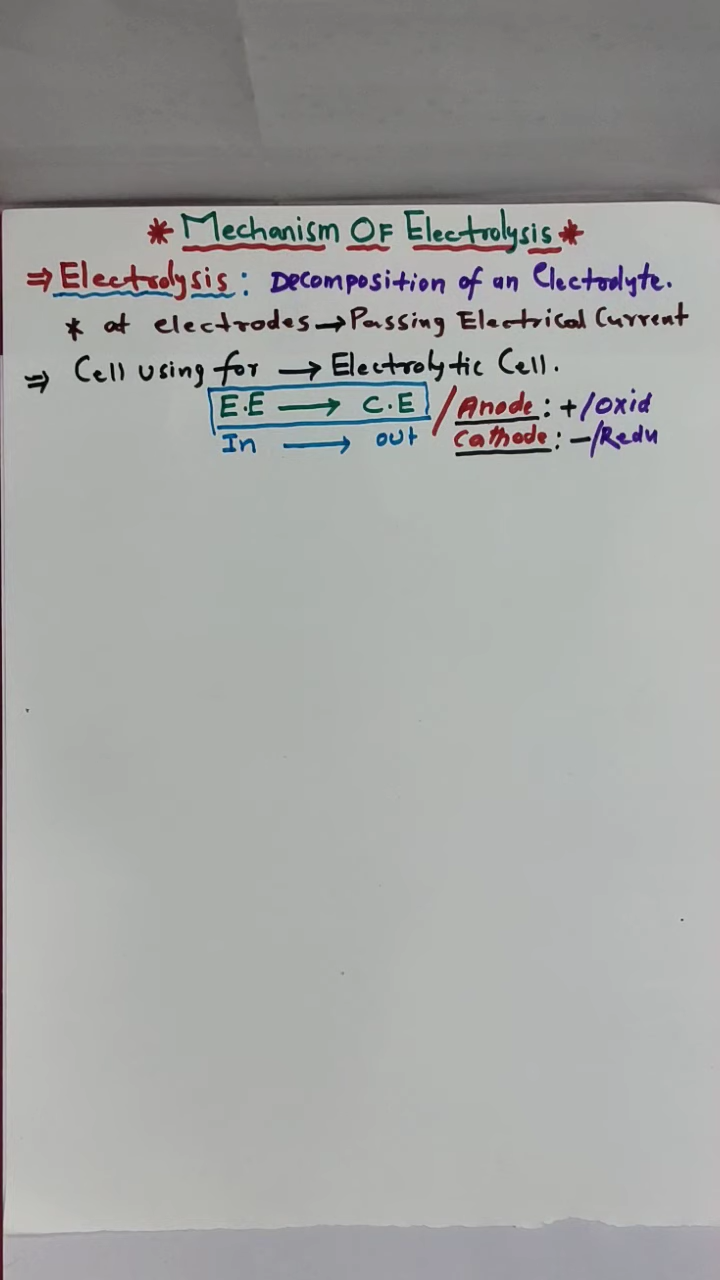 * Mechanism OF Electrolysis *
⇒ Electrolysis: Decomposition of an Electrolyte.
* at electrodes → Passing Electrical Current
⇒ Cell using for → Electrolytic Cell.
E.E → C.E / Anode: + / Oxid
In → out Cathode: − / Redu